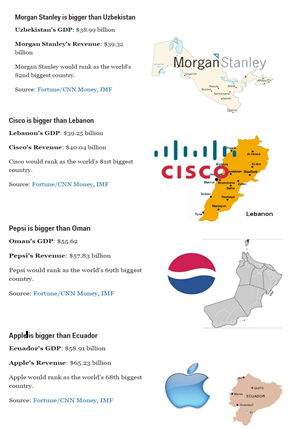 Morgan Stanley is bigger than Uzbekistan
Uzbekistan's GDP: $38.99 billion
Morgan Stanley's Revenue: $39.32
billion
Morgan Stanley would rank as the world's
82nd biggest country.
Source: Fortune/CNN Money, IMF
MorganStanley
Cisco is bigger than Lebanon
Lebanon's GDP: $39.25 billion
Cisco's Revenue: $40.04 billion
Cisco would rank as the world's 81st biggest
country.
Source: Fortune/CNN Money, IMF
CISCO
Lebanon
Pepsi is bigger than Oman
Oman's GDP: $55.62
Pepsi's Revenue: $57.83 billion
Pepsi would rank as the world's 69th biggest
country.
Source: Fortune/CNN Money, IMF
Apple is bigger than Ecuador
Ecuador's GDP: $58.91 billion
Apple's Revenue: $65.23 billion
Apple would rank as the world's 68th biggest
country.
Source: Fortune/CNN Money, IMF
QUITO
ECUADOR